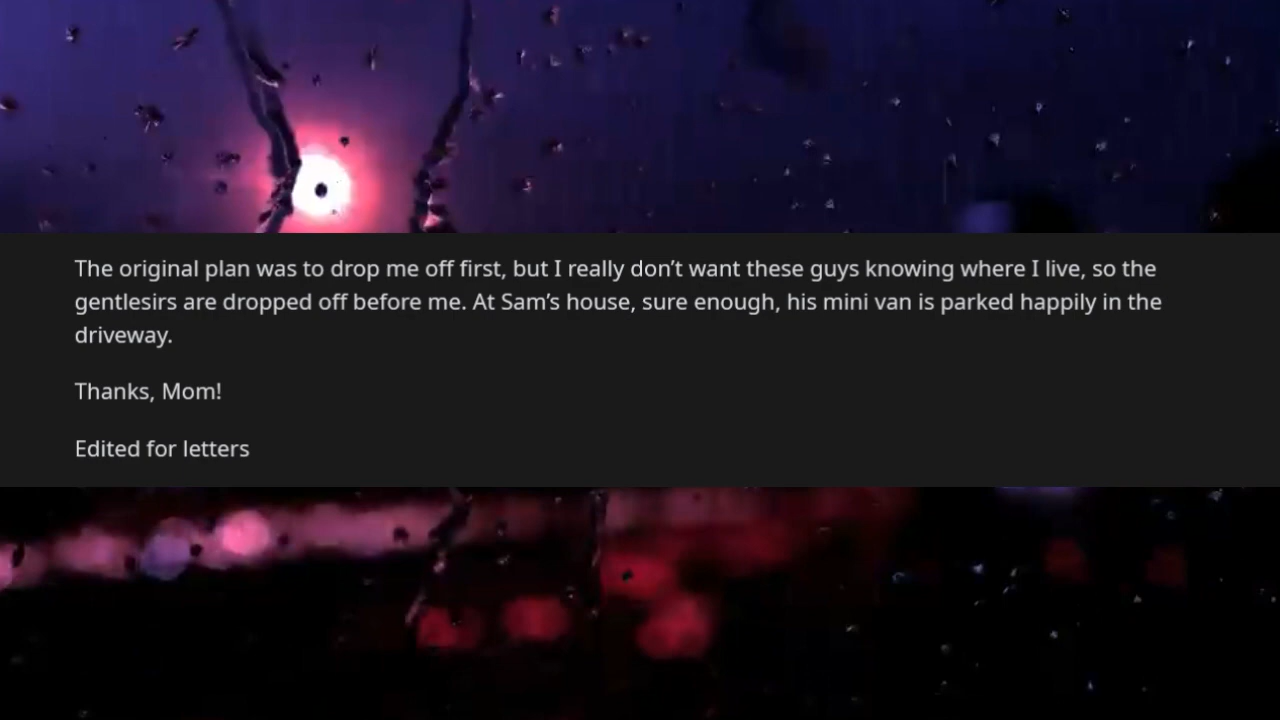 The original plan was to drop me off first, but I really don’t want these guys knowing where I live, so the
gentlesirs are dropped off before me. At Sam’s house, sure enough, his mini van is parked happily in the
driveway.
Thanks, Mom!
Edited for letters